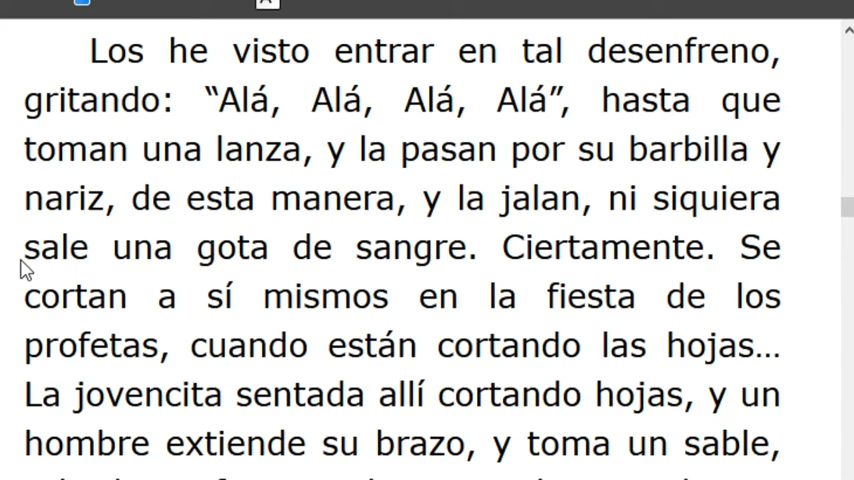 Los he visto entrar en tal desenfreno,
gritando: “Alá, Alá, Alá, Alá”, hasta que
toman una lanza, y la pasan por su barbilla y
nariz, de esta manera, y la jalan, ni siquiera
sale una gota de sangre. Ciertamente. Se
cortan a sí mismos en la fiesta de los
profetas, cuando están cortando las hojas…
La jovencita sentada allí cortando hojas, y un
hombre extiende su brazo, y toma un sable,